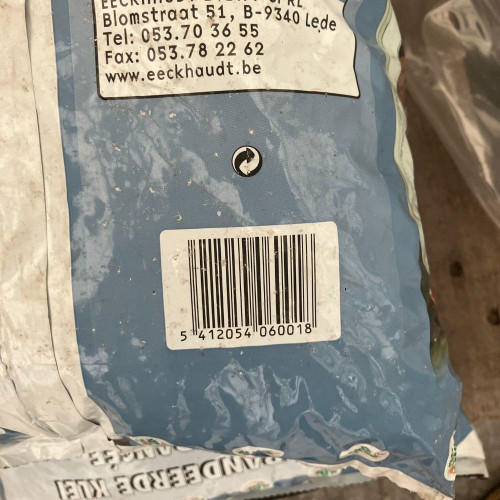 Blomstraat 51, B-9340 Lede
Tel: 053.70 36 55
Fax: 053.78 22 62
www.eeckhaudt.be
5 412054 060018